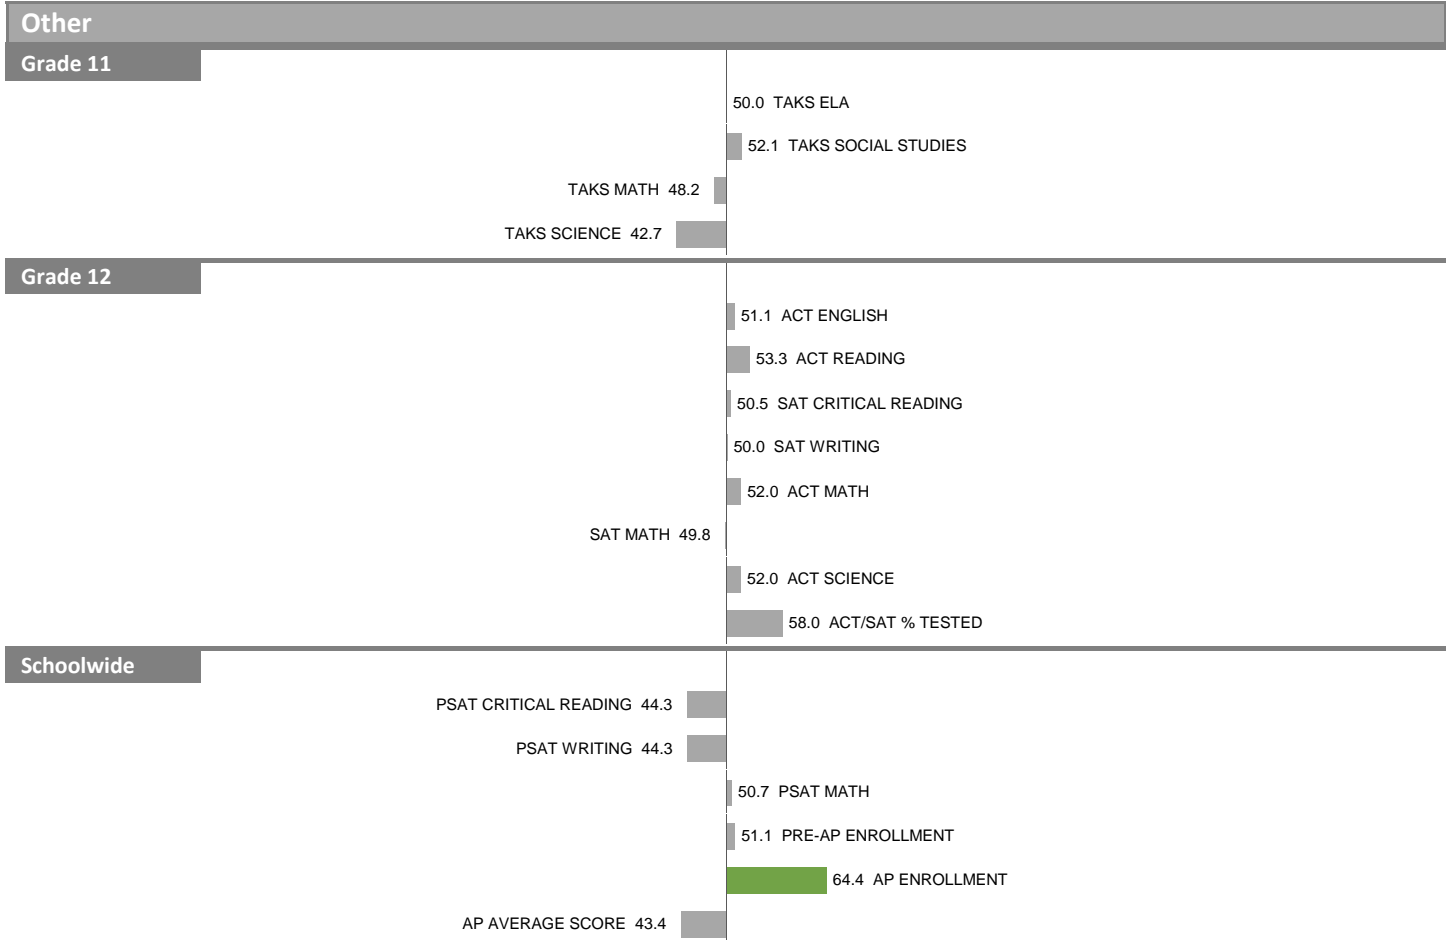 Other
Grade 11
50.0 TAKS ELA
52.1 TAKS SOCIAL STUDIES
TAKS MATH 48.2
TAKS SCIENCE 42.7
Grade 12
51.1 ACT ENGLISH
53.3 ACT READING
50.5 SAT CRITICAL READING
50.0 SAT WRITING
52.0 ACT MATH
SAT MATH 49.8
52.0 ACT SCIENCE
58.0 ACT/SAT % TESTED
Schoolwide
PSAT CRITICAL READING 44.3
PSAT WRITING 44.3
50.7 PSAT MATH
51.1 PRE-AP ENROLLMENT
64.4 AP ENROLLMENT
AP AVERAGE SCORE 43.4